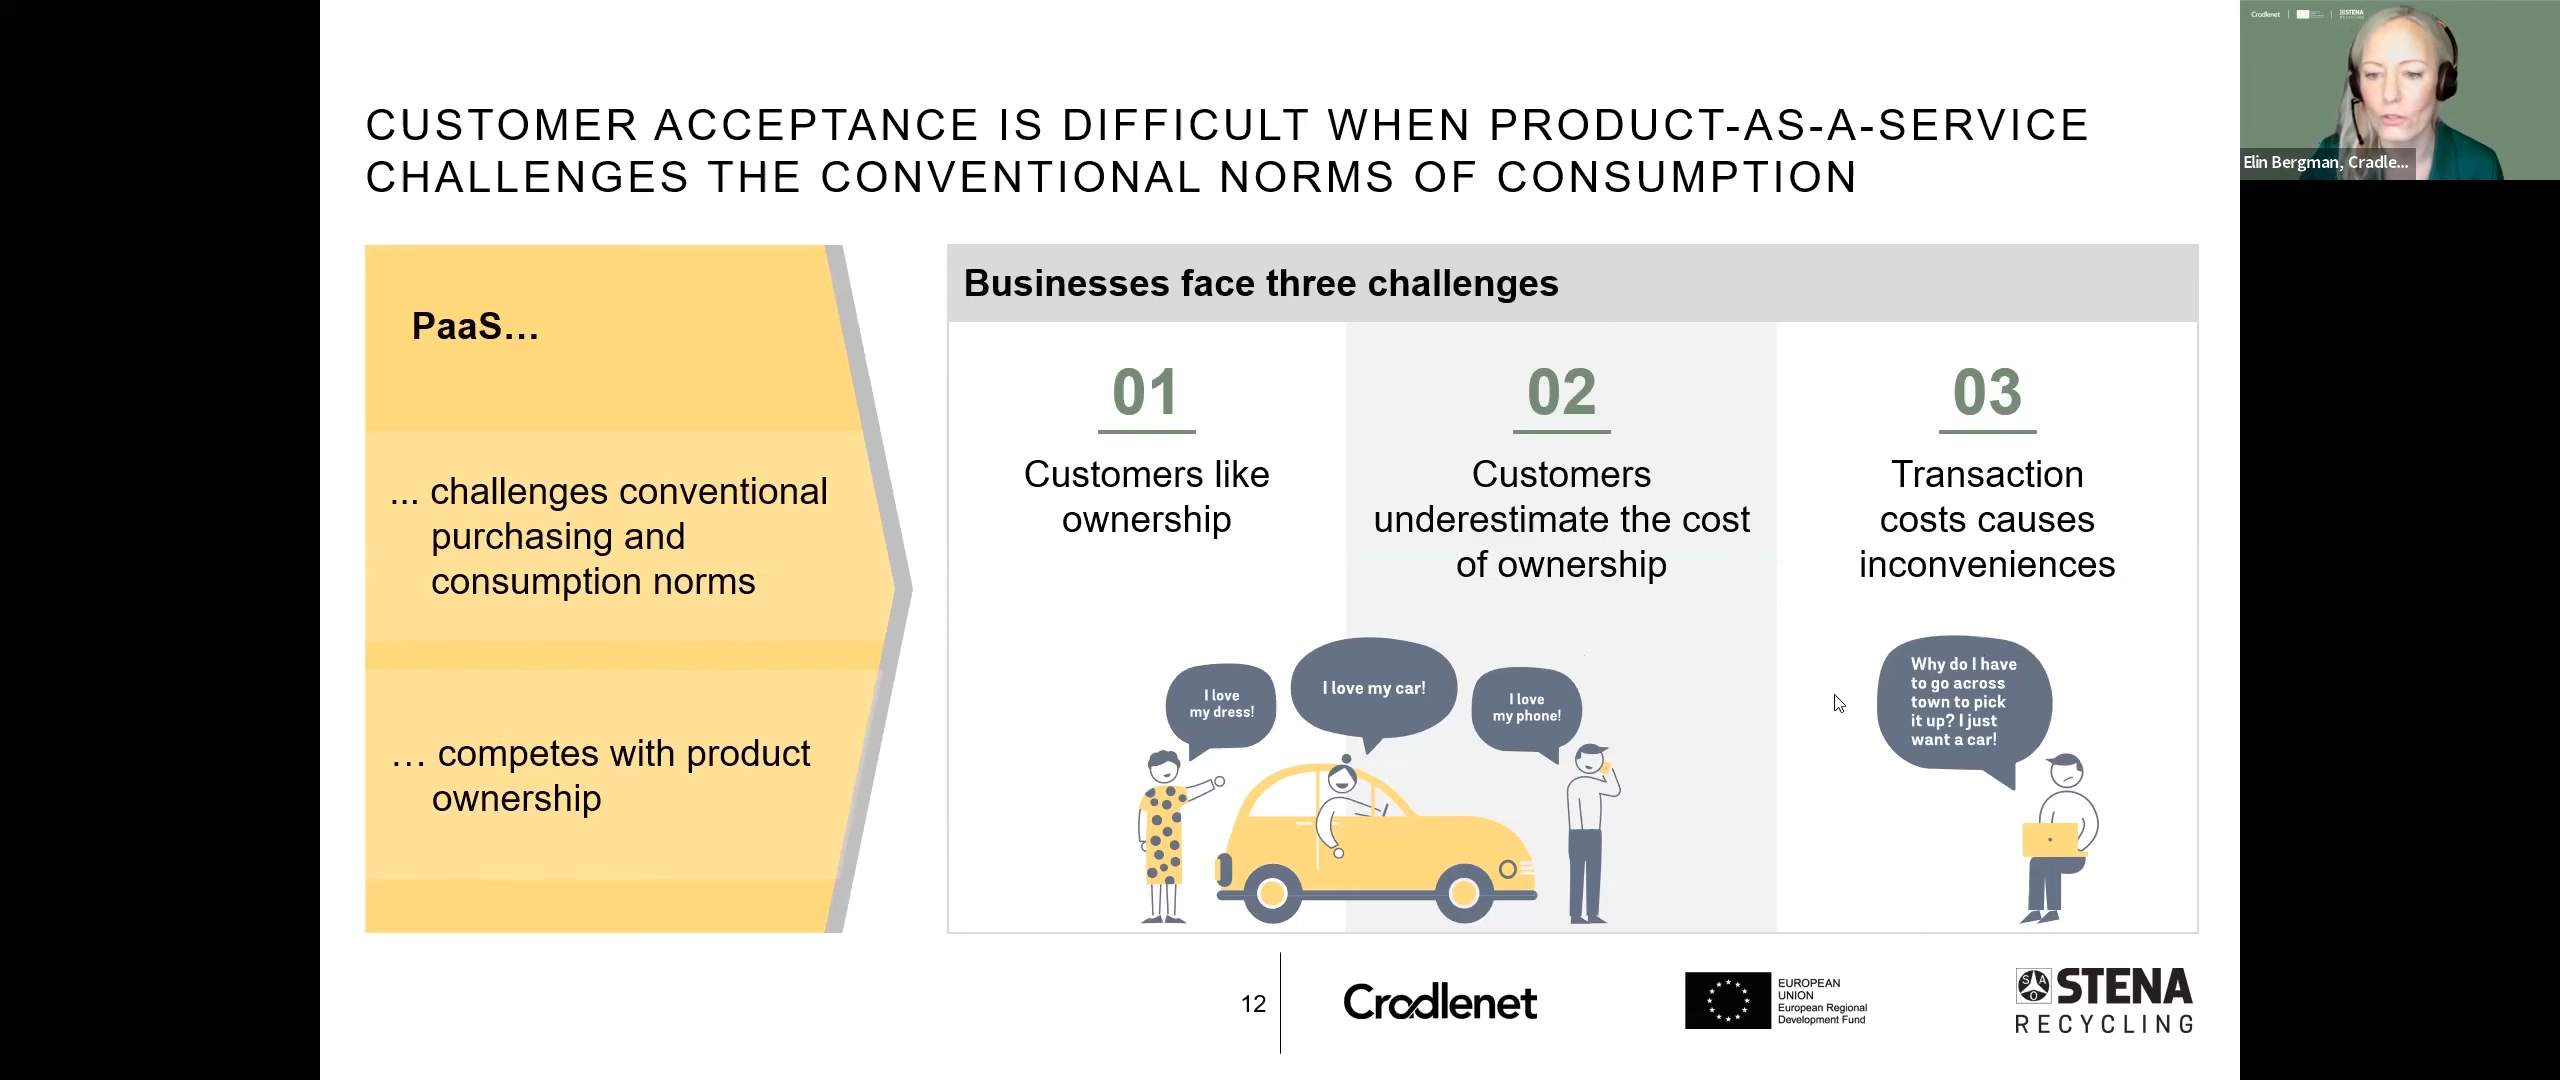 CUSTOMER ACCEPTANCE IS DIFFICULT WHEN PRODUCT-AS-A-SERVICE
CHALLENGES THE CONVENTIONAL NORMS OF CONSUMPTION
PaaS…
... challenges conventional
purchasing and
consumption norms
… competes with product
ownership
Businesses face three challenges
01
Customers like
ownership
02
Customers
underestimate the cost
of ownership
03
Transaction
costs causes
inconveniences
I love
my dress!
I love my car!
I love
my phone!
Why do I have
to go across
town to pick
it up? I just
want a car!
12
Cradlenet
EUROPEAN
UNION
European Regional
Development Fund
SAO
STENA
RECYCLING
Cradlenet
STENA
RECYCLING
Elin Bergman, Cradle...